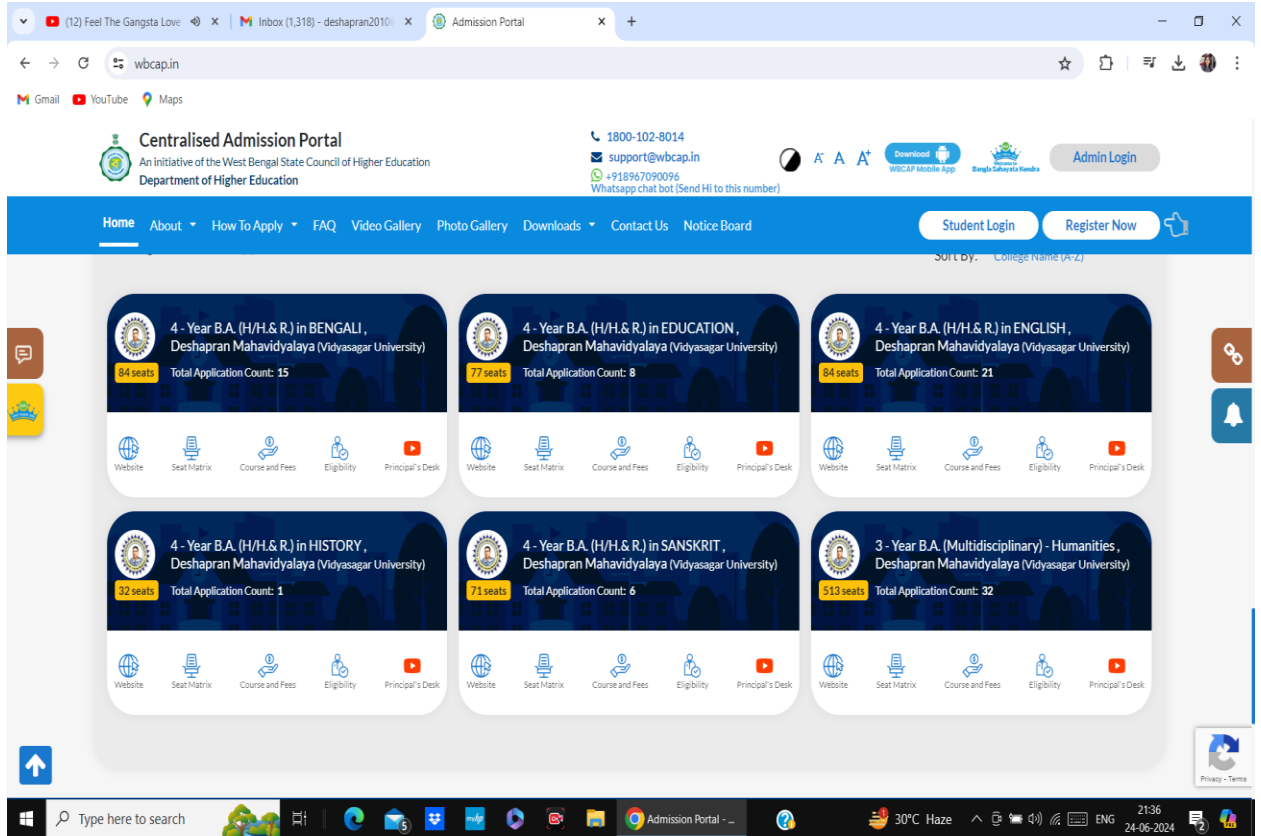 (12) Feel The Gangsta Love
Inbox (1,318) - deshapran2010
Admission Portal
wbcap.in
Gmail YouTube Maps
Centralised Admission Portal
An initiative of the West Bengal State Council of Higher Education
Department of Higher Education
1800-102-8014
support@wbcap.in
+918967090096
Whatsapp chat bot (Send Hi to this number)
A- A A+
Download
WBCAP Mobile App
Bangla Sahayata Kendra
Admin Login
Home About How To Apply FAQ Video Gallery Photo Gallery Downloads Contact Us Notice Board
Student Login Register Now
Sort By: College Name (A-Z)
4 - Year B.A. (H/H.& R.) in BENGALI ,
Deshapran Mahavidyalaya (Vidyasagar University)
84 seats Total Application Count: 15
Website Seat Matrix Course and Fees Eligibility Principal's Desk
4 - Year B.A. (H/H.& R.) in EDUCATION ,
Deshapran Mahavidyalaya (Vidyasagar University)
77 seats Total Application Count: 8
Website Seat Matrix Course and Fees Eligibility Principal's Desk
4 - Year B.A. (H/H.& R.) in ENGLISH ,
Deshapran Mahavidyalaya (Vidyasagar University)
84 seats Total Application Count: 21
Website Seat Matrix Course and Fees Eligibility Principal's Desk
4 - Year B.A. (H/H.& R.) in HISTORY ,
Deshapran Mahavidyalaya (Vidyasagar University)
32 seats Total Application Count: 1
Website Seat Matrix Course and Fees Eligibility Principal's Desk
4 - Year B.A. (H/H.& R.) in SANSKRIT ,
Deshapran Mahavidyalaya (Vidyasagar University)
71 seats Total Application Count: 6
Website Seat Matrix Course and Fees Eligibility Principal's Desk
3 - Year B.A. (Multidisciplinary) - Humanities ,
Deshapran Mahavidyalaya (Vidyasagar University)
513 seats Total Application Count: 32
Website Seat Matrix Course and Fees Eligibility Principal's Desk
Privacy - Terms
Type here to search
Admission Portal - ...
30°C Haze
ENG
21:36
24-06-2024